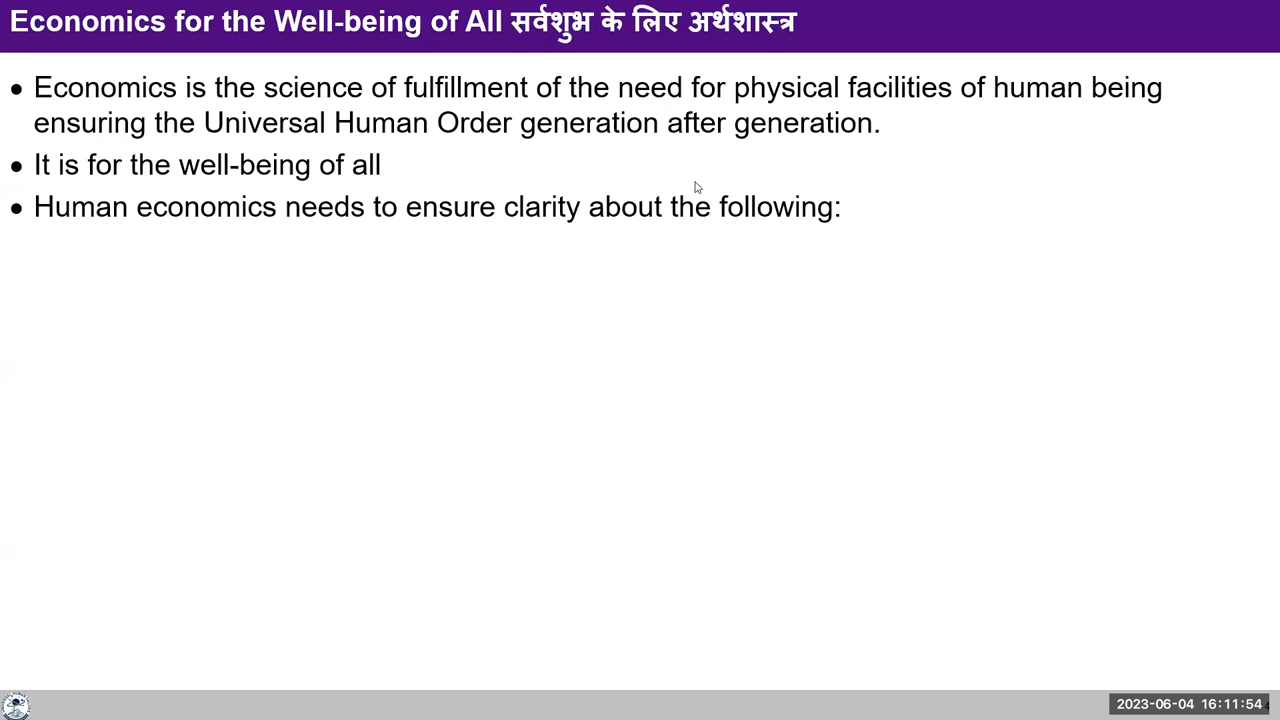 Economics for the Well-being of All सर्वशुभ के लिए अर्थशास्त्र
• Economics is the science of fulfillment of the need for physical facilities of human being
ensuring the Universal Human Order generation after generation.
• It is for the well-being of all
• Human economics needs to ensure clarity about the following:
2023-06-04 16:11:54